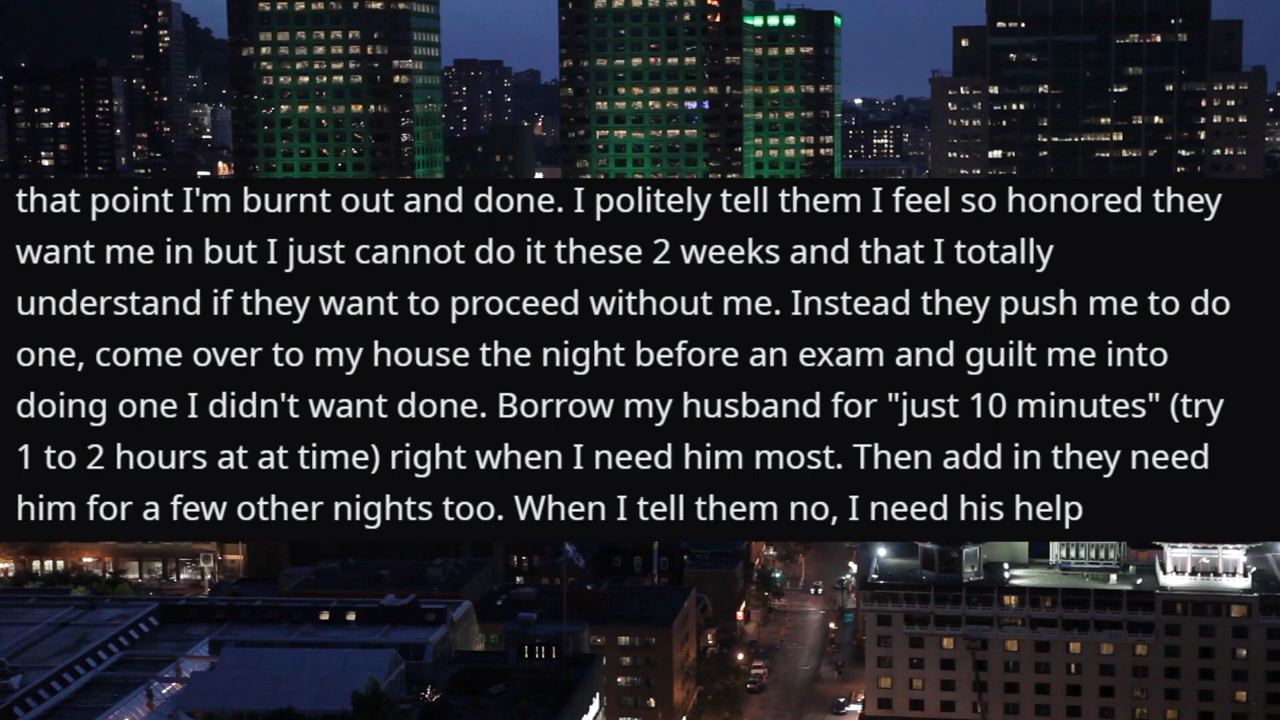 that point I'm burnt out and done. I politely tell them I feel so honored they
want me in but I just cannot do it these 2 weeks and that I totally
understand if they want to proceed without me. Instead they push me to do
one, come over to my house the night before an exam and guilt me into
doing one I didn't want done. Borrow my husband for "just 10 minutes" (try
1 to 2 hours at at time) right when I need him most. Then add in they need
him for a few other nights too. When I tell them no, I need his help